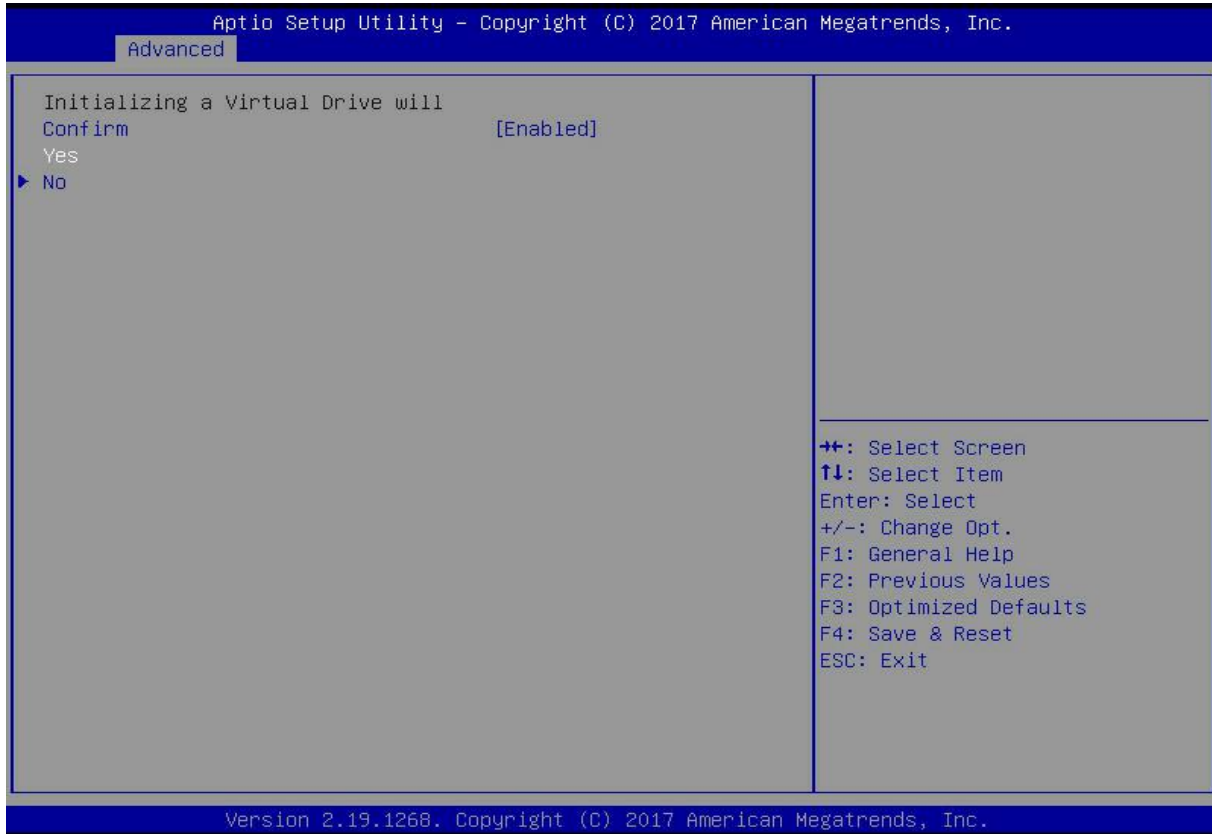 Aptio Setup Utility – Copyright (C) 2017 American Megatrends, Inc.
Advanced
Initializing a Virtual Drive will
Confirm [Enabled]
Yes
▶ No
→←: Select Screen
↑↓: Select Item
Enter: Select
+/-: Change Opt.
F1: General Help
F2: Previous Values
F3: Optimized Defaults
F4: Save & Reset
ESC: Exit
Version 2.19.1268. Copyright (C) 2017 American Megatrends, Inc.